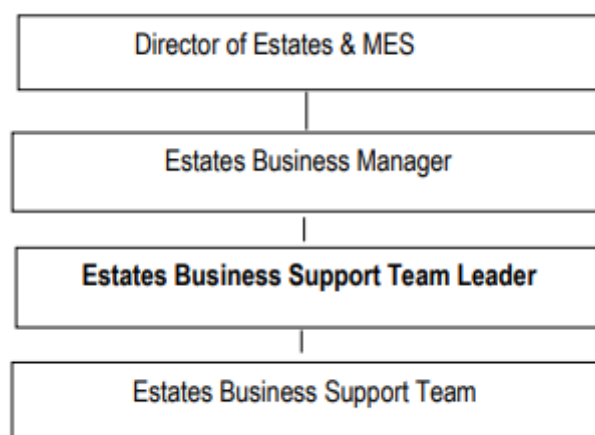 Director of Estates & MES
Estates Business Manager
Estates Business Support Team Leader
Estates Business Support Team